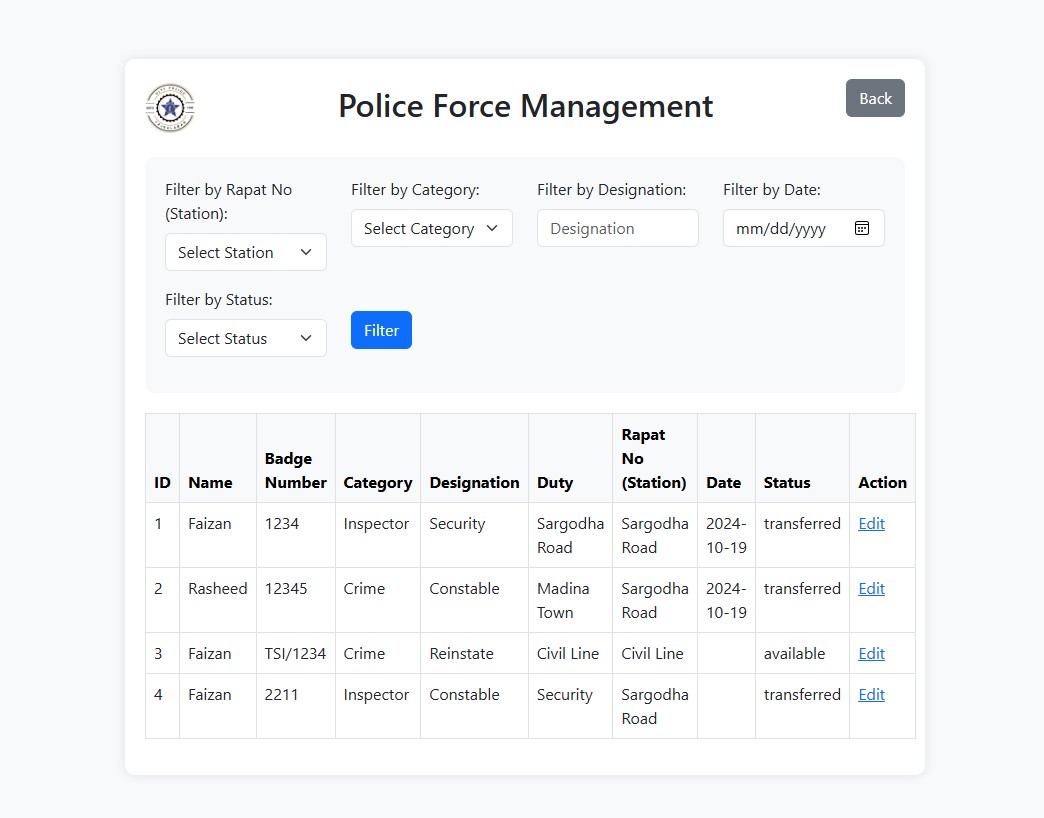 Police Force Management
Back
Filter by Rapat No
(Station):
Filter by Category:
Filter by Designation:
Filter by Date:
Select Station
Select Category
Designation
mm/dd/yyyy
Filter by Status:
Select Status
Filter
ID Name Badge Number Category Designation Duty Rapat No (Station) Date Status Action
1 Faizan 1234 Inspector Security Sargodha Road Sargodha Road 2024-10-19 transferred Edit
2 Rasheed 12345 Crime Constable Madina Town Sargodha Road 2024-10-19 transferred Edit
3 Faizan TSI/1234 Crime Reinstate Civil Line Civil Line available Edit
4 Faizan 2211 Inspector Constable Security Sargodha Road transferred Edit